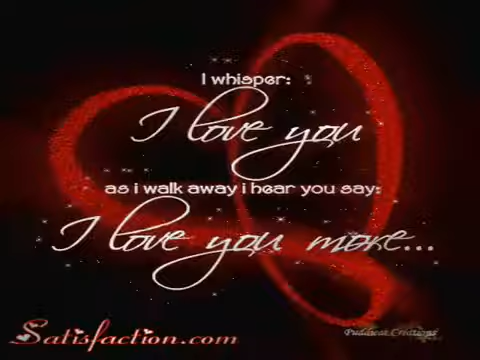 I whisper:
I love you
as i walk away i hear you say:
I love you more...
Satisfaction.com